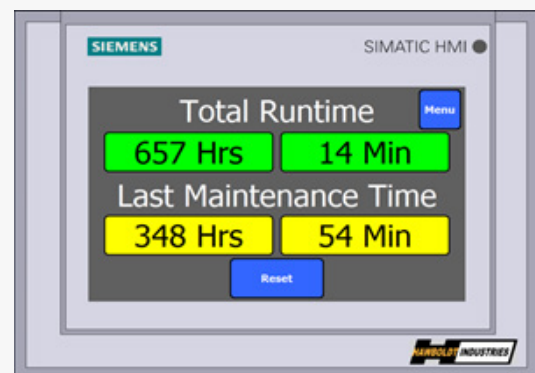 SIEMENS SIMATIC HMI
Total Runtime Menu
657 Hrs 14 Min
Last Maintenance Time
348 Hrs 54 Min
Reset
HAWBOLDT INDUSTRIES